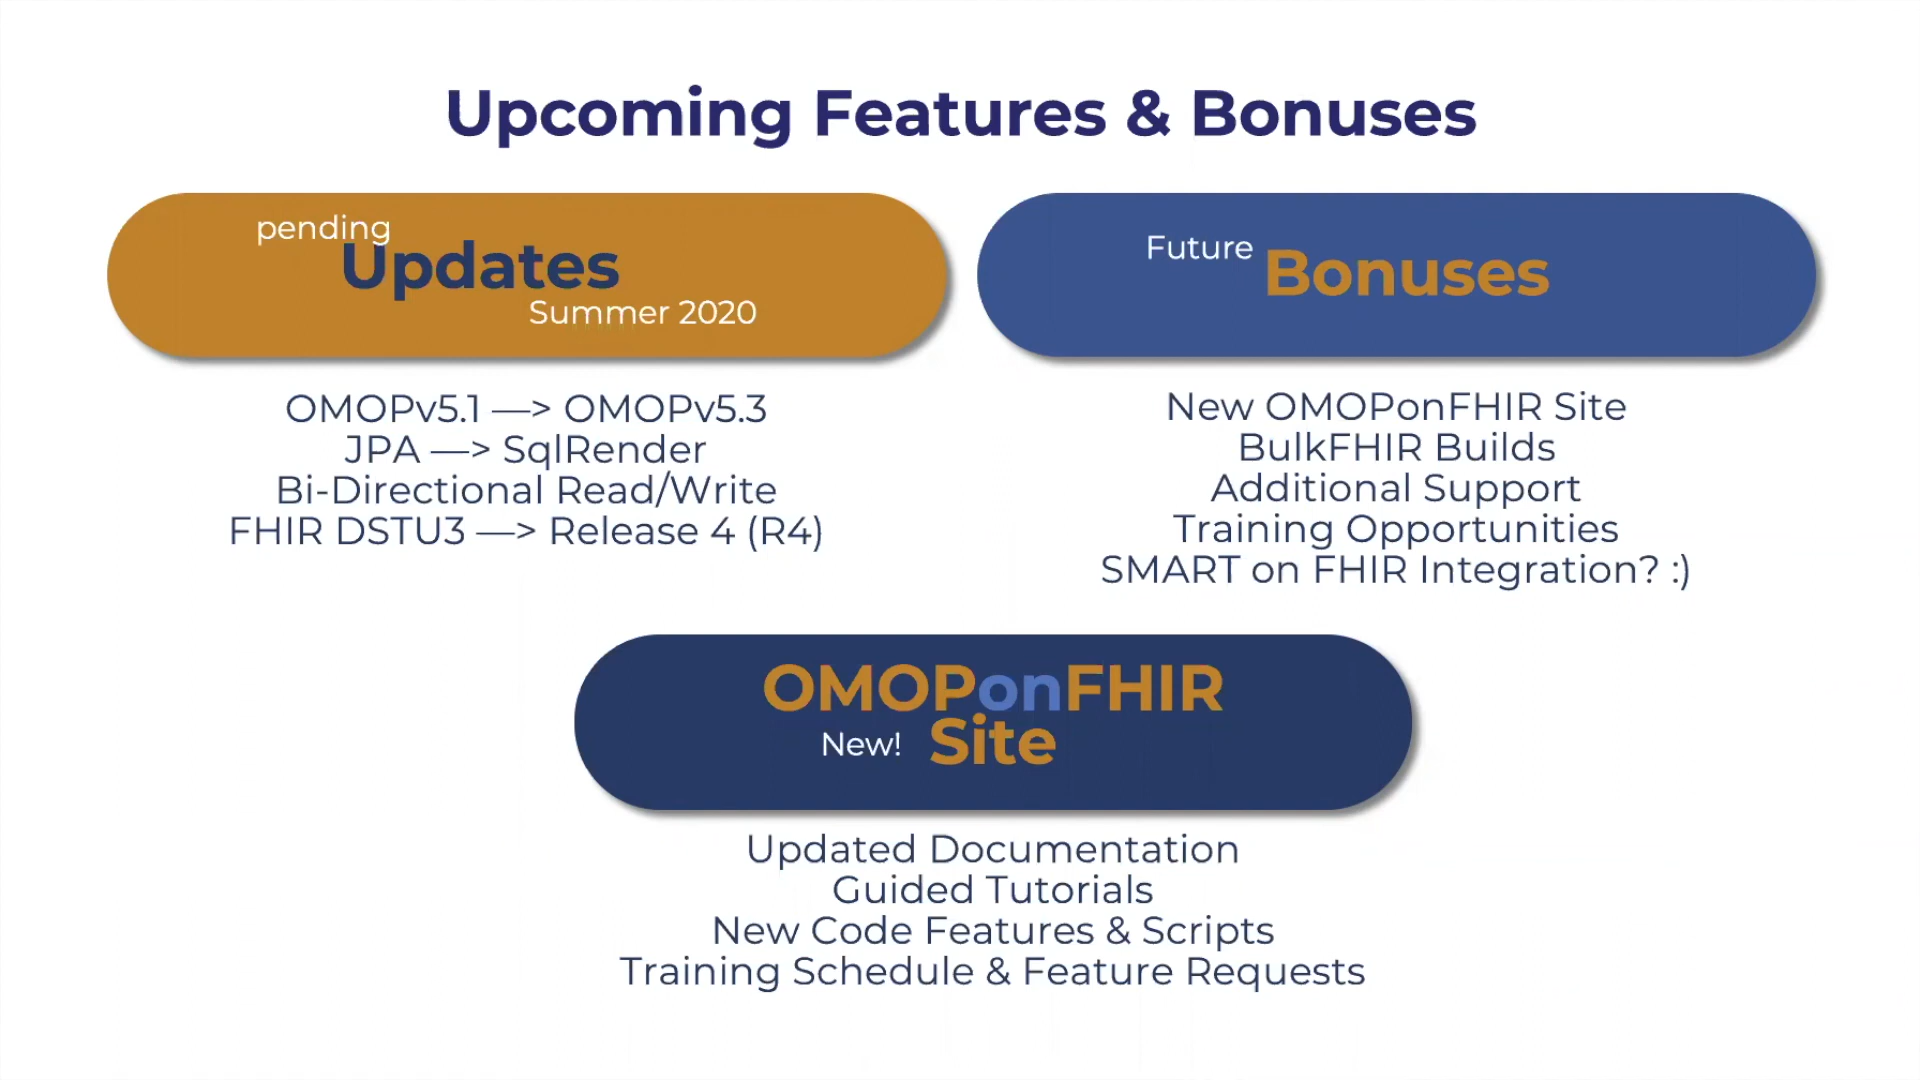 Upcoming Features & Bonuses
pending
Updates
Summer 2020
OMOPv5.1 —> OMOPv5.3
JPA —> SqlRender
Bi-Directional Read/Write
FHIR DSTU3 —> Release 4 (R4)
Future Bonuses
New OMOPonFHIR Site
BulkFHIR Builds
Additional Support
Training Opportunities
SMART on FHIR Integration? :)
OMOPonFHIR
New! Site
Updated Documentation
Guided Tutorials
New Code Features & Scripts
Training Schedule & Feature Requests